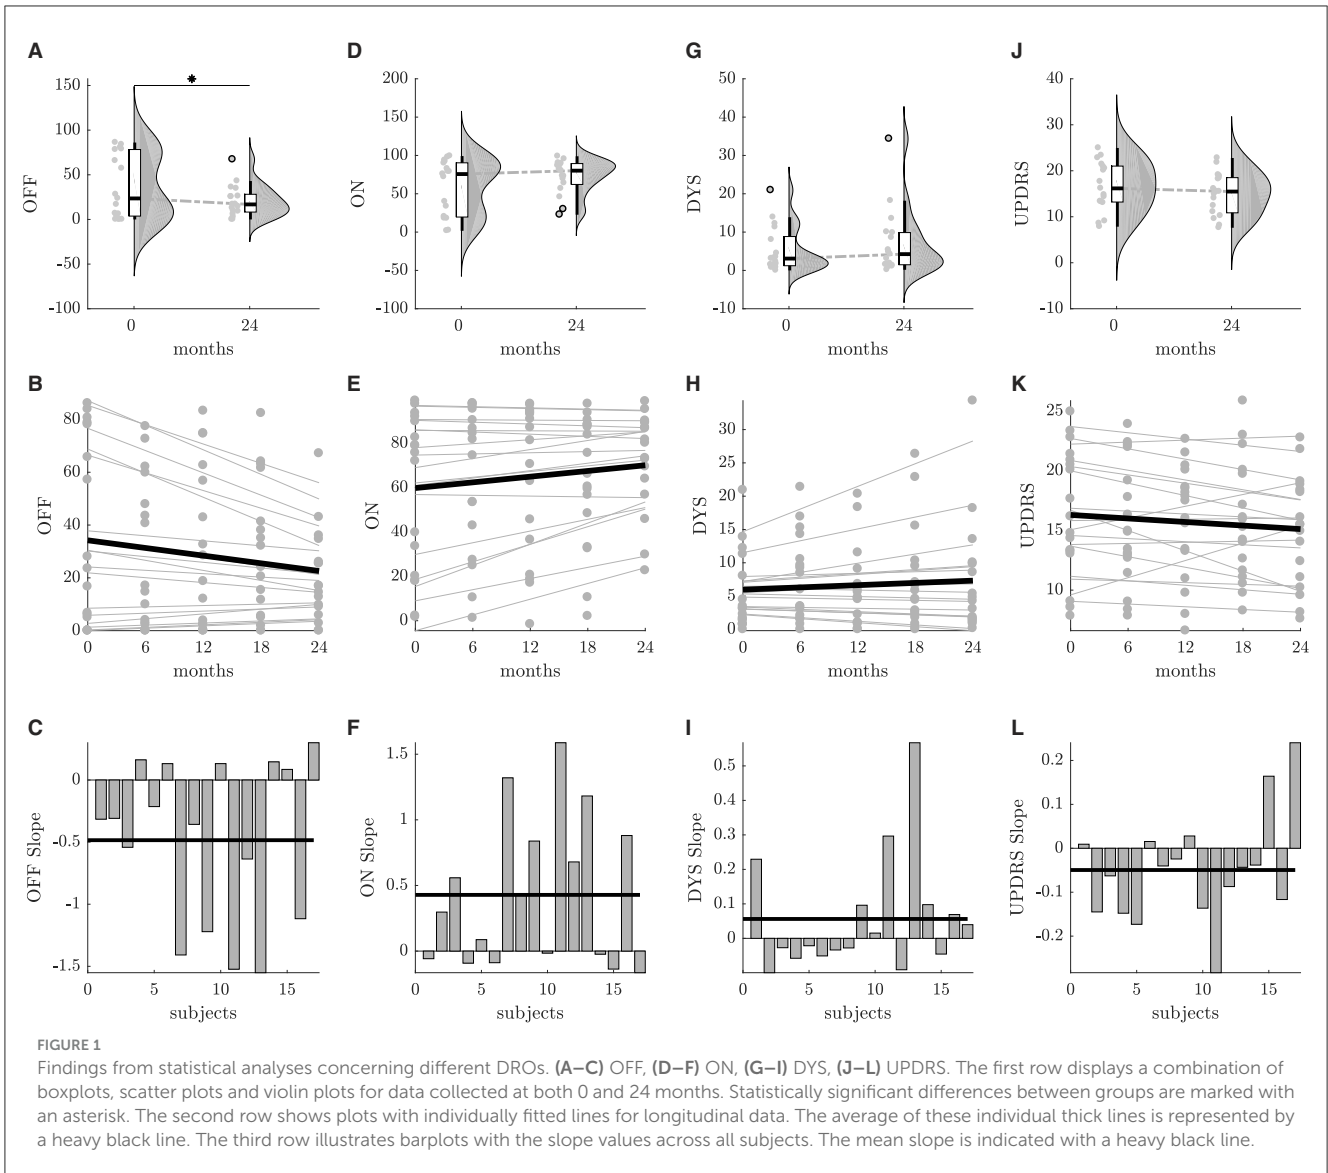 A
D
G
J
OFF
150
100
50
0
-50
-100
*
0
24
months
ON
200
150
100
50
0
-50
-100
0
24
months
DYS
50
40
30
20
10
0
-10
0
24
months
UPDRS
40
30
20
10
0
-10
0
24
months
B
E
H
K
OFF
80
60
40
20
0
0
6
12
18
24
months
ON
80
60
40
20
0
0
6
12
18
24
months
DYS
30
25
20
15
10
5
0
0
6
12
18
24
months
UPDRS
25
20
15
10
0
6
12
18
24
months
C
F
I
L
OFF Slope
0
-0.5
-1
-1.5
0
5
10
15
subjects
ON Slope
1.5
1
0.5
0
0
5
10
15
subjects
DYS Slope
0.5
0.4
0.3
0.2
0.1
0
0
5
10
15
subjects
UPDRS Slope
0.2
0.1
0
-0.1
-0.2
0
5
10
15
subjects
FIGURE 1
Findings from statistical analyses concerning different DROs. (A–C) OFF, (D–F) ON, (G–I) DYS, (J–L) UPDRS. The first row displays a combination of
boxplots, scatter plots and violin plots for data collected at both 0 and 24 months. Statistically significant differences between groups are marked with
an asterisk. The second row shows plots with individually fitted lines for longitudinal data. The average of these individual thick lines is represented by
a heavy black line. The third row illustrates barplots with the slope values across all subjects. The mean slope is indicated with a heavy black line.